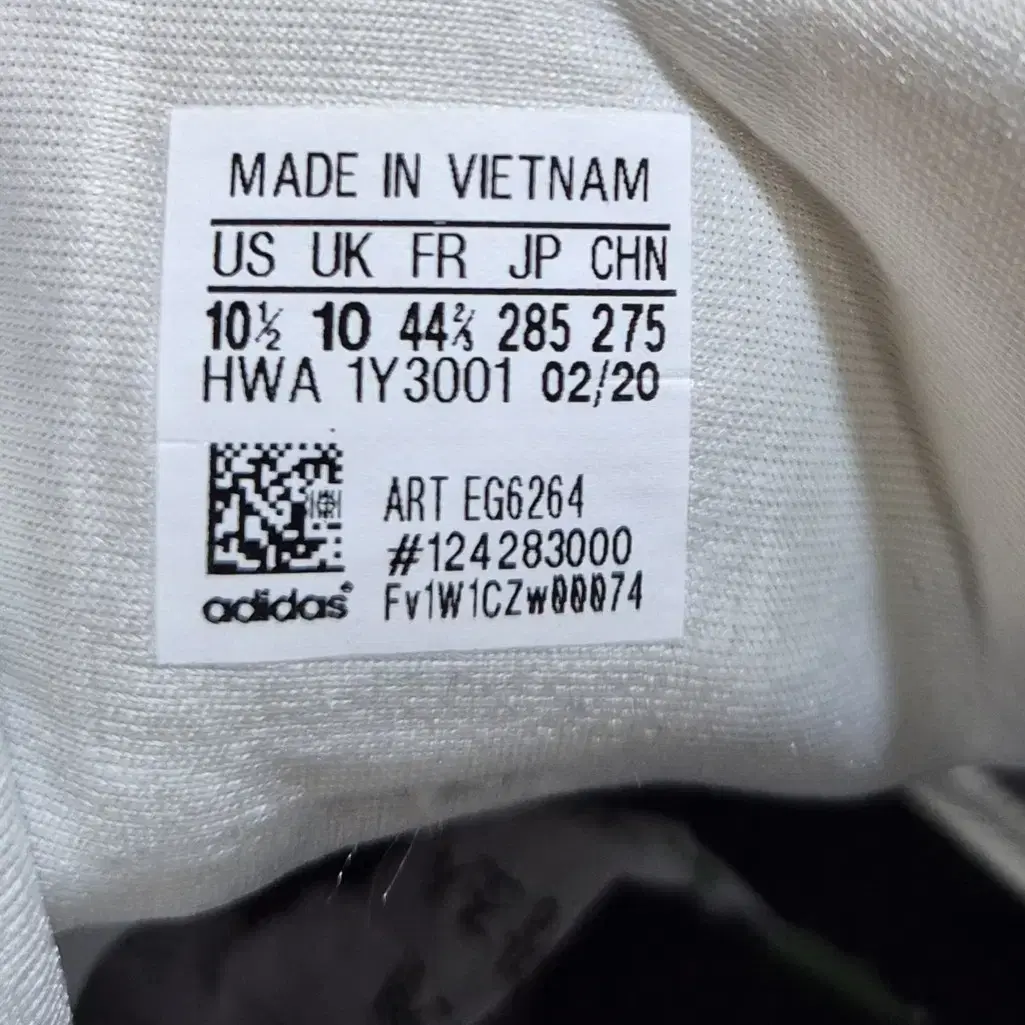 MADE IN VIETNAM
US UK FR JP CHN
10½ 10 44⅔ 285 275
HWA 1Y3001 02/20
ART EG6264
#124283000
adidas® Fv1W1CZw00074